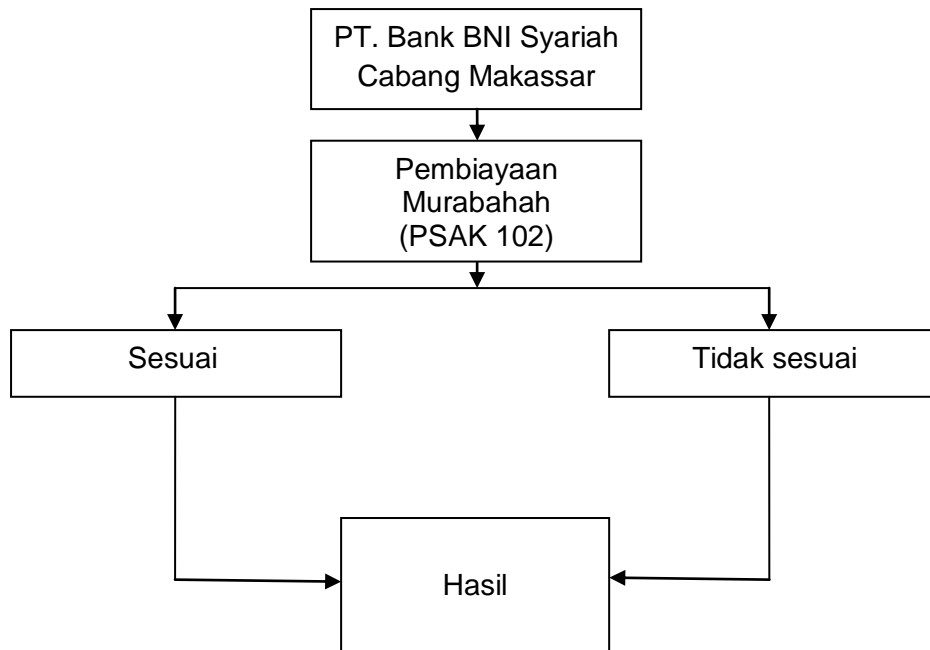 PT. Bank BNI Syariah
Cabang Makassar
Pembiayaan
Murabahah
(PSAK 102)
Sesuai
Tidak sesuai
Hasil